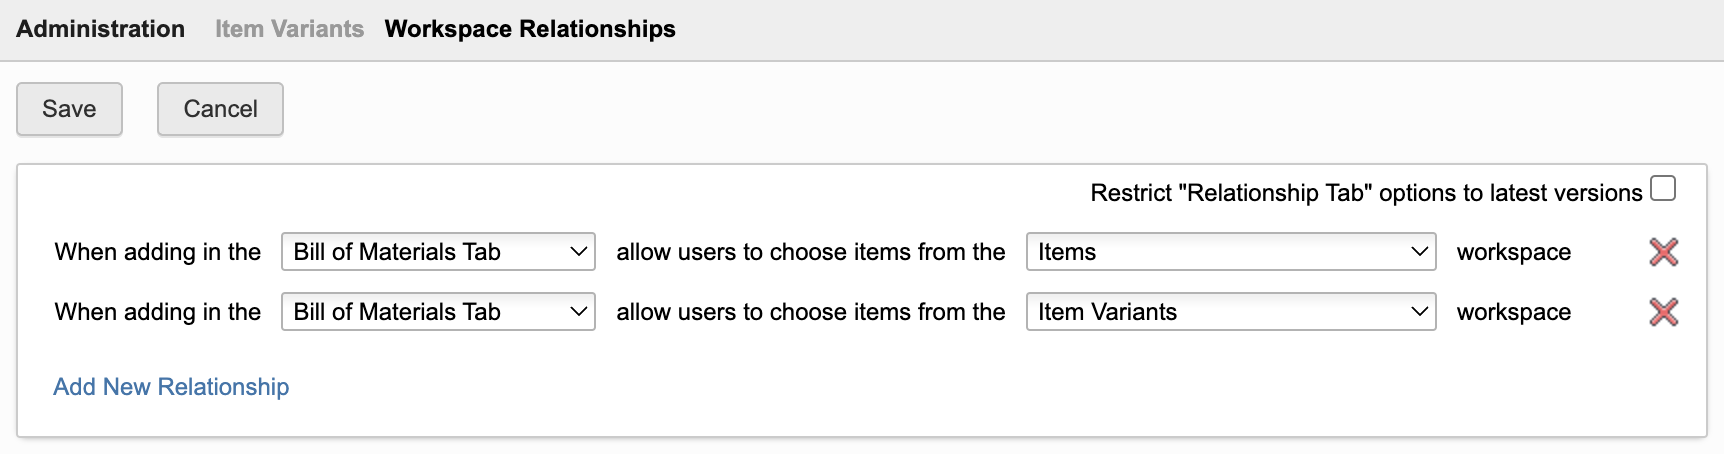 Administration Item Variants Workspace Relationships
Save Cancel
Restrict "Relationship Tab" options to latest versions
When adding in the Bill of Materials Tab allow users to choose items from the Items workspace
When adding in the Bill of Materials Tab allow users to choose items from the Item Variants workspace
Add New Relationship